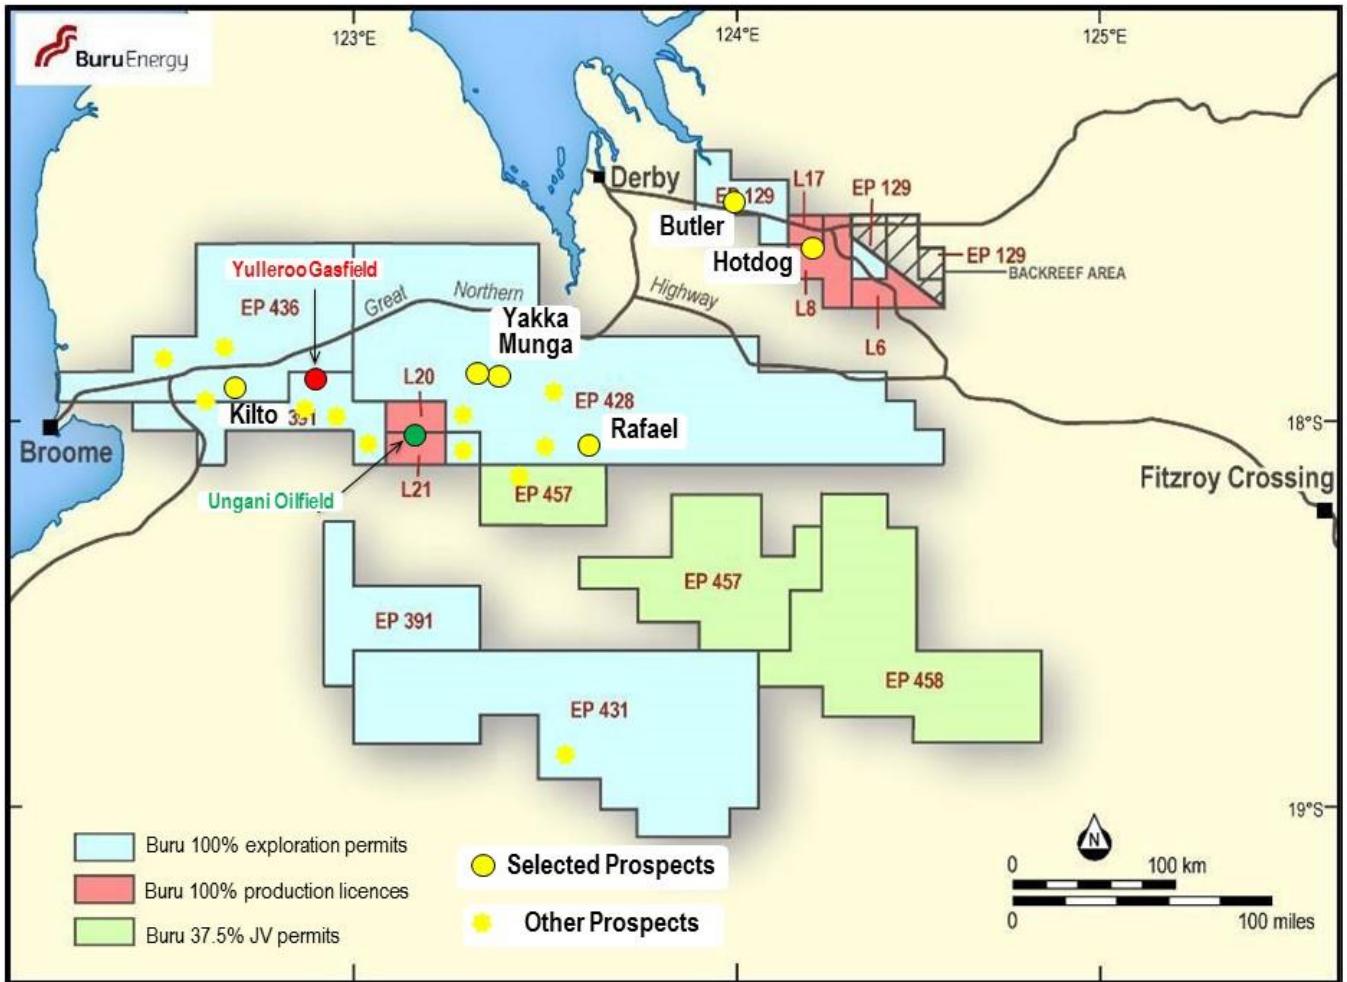 123°E
124°E
125°E
Buru Energy
Derby
L17
EP 129
EP 129
Butler
EP 129
Hotdog
BACKREEF AREA
Yulleroo Gasfield
Great
Northern
Highway
EP 436
L8
Yakka
Munga
L6
L20
EP 428
Kilto
391
Rafael
18°S
Broome
Fitzroy Crossing
L21
Ungani Oilfield
EP 457
EP 457
EP 391
EP 458
EP 431
19°S
Buru 100% exploration permits
Buru 100% production licences
Buru 37.5% JV permits
Selected Prospects
Other Prospects
N
0 100 km
0 100 miles